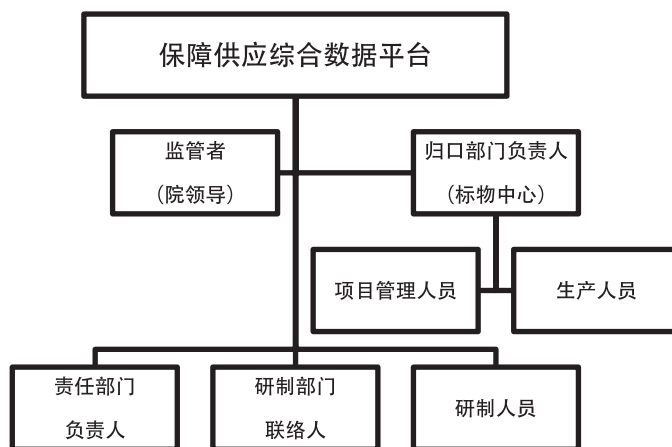 保障供应综合数据平台
监管者
（院领导）
归口部门负责人
（标物中心）
项目管理人员
生产人员
责任部门
负责人
研制部门
联络人
研制人员